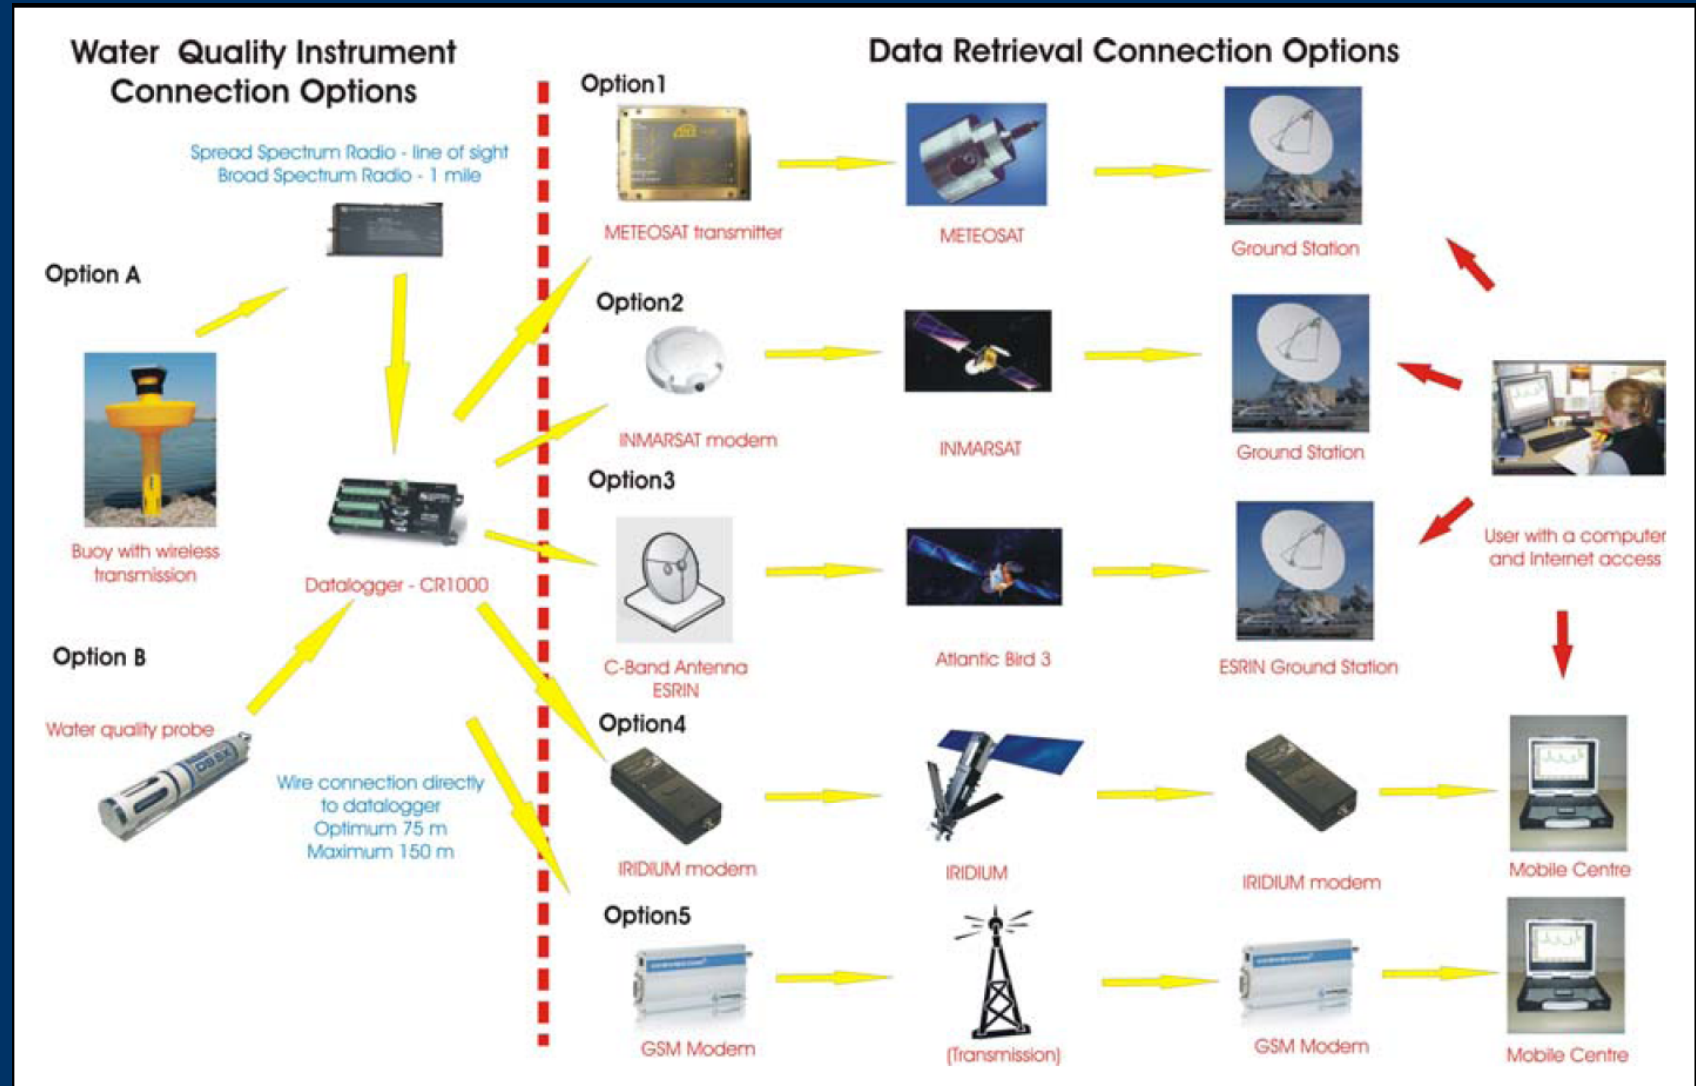 Water Quality Instrument
Connection Options
Data Retrieval Connection Options
Spread Spectrum Radio - line of sight
Broad Spectrum Radio - 1 mile
Option A
Buoy with wireless
transmission
Datalogger - CR1000
Option B
Water quality probe
Wire connection directly
to datalogger
Optimum 75 m
Maximum 150 m
Option1
METEOSAT transmitter
METEOSAT
Ground Station
Option2
INMARSAT modem
INMARSAT
Ground Station
Option3
C-Band Antenna
ESRIN
Atlantic Bird 3
ESRIN Ground Station
User with a computer
and Internet access
Option4
IRIDIUM modem
IRIDIUM
IRIDIUM modem
Mobile Centre
Option5
GSM Modem
(Transmission)
GSM Modem
Mobile Centre